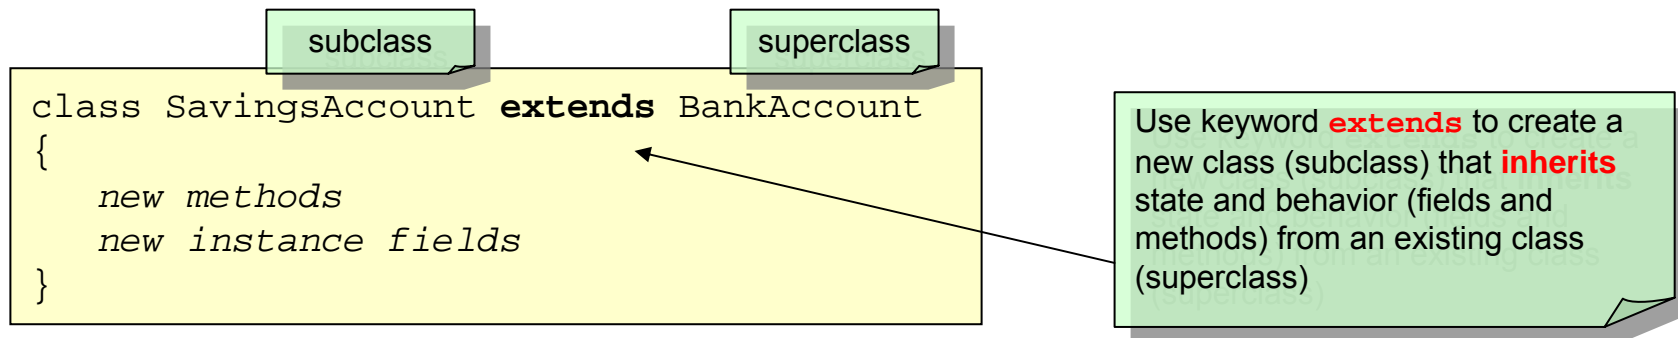 subclass
superclass
class SavingsAccount extends BankAccount
{
new methods
new instance fields
}
Use keyword extends to create a
new class (subclass) that inherits
state and behavior (fields and
methods) from an existing class
(superclass)